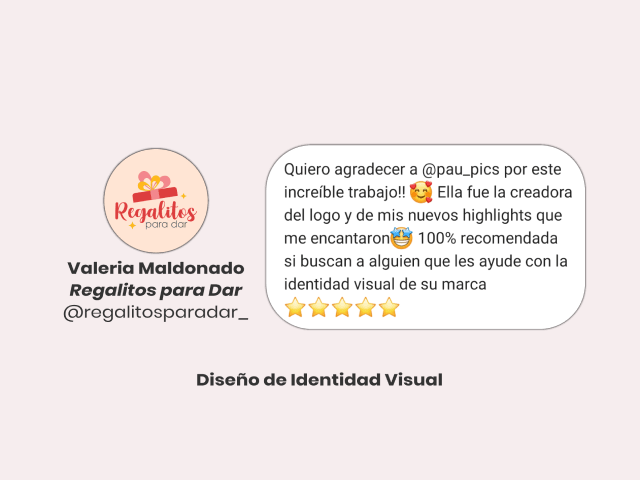 Regalitos
para dar
Valeria Maldonado
Regalitos para Dar
@regalitosparadar_
Quiero agradecer a @pau_pics por este
increíble trabajo!! 🥰 Ella fue la creadora
del logo y de mis nuevos highlights que
me encantaron🤩 100% recomendada
si buscan a alguien que les ayude con la
identidad visual de su marca
⭐⭐⭐⭐⭐
Diseño de Identidad Visual